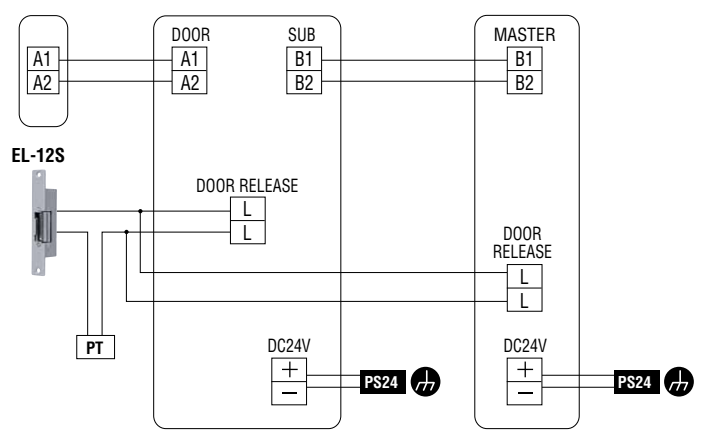 DOOR SUB MASTER
A1 A1 B1 B1
A2 A2 B2 B2
EL-12S
DOOR RELEASE
L
L
DOOR
RELEASE
L
L
PT
DC24V DC24V
+ PS24 + PS24
− −